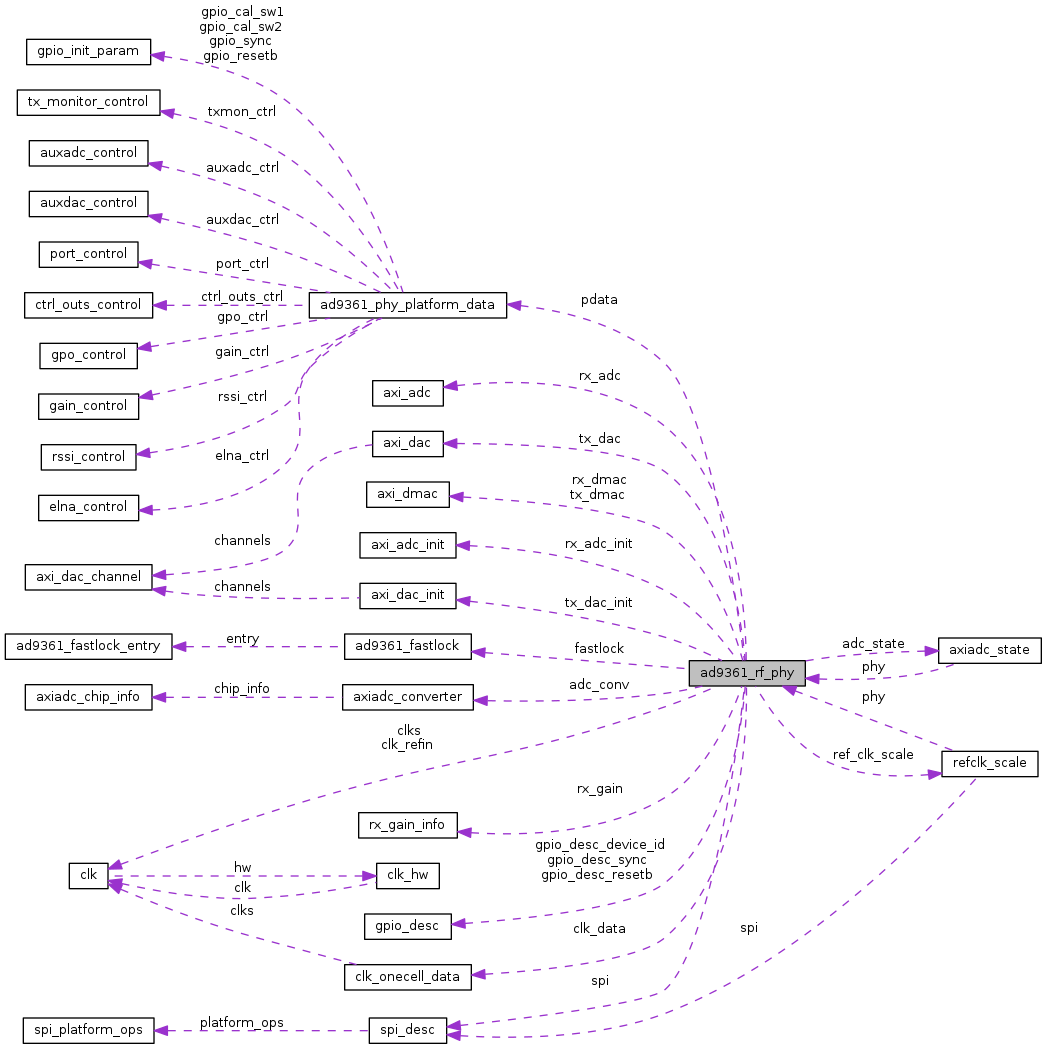 gpio_cal_sw1
gpio_cal_sw2
gpio_sync
gpio_resetb
gpio_init_param
tx_monitor_control
txmon_ctrl
auxadc_control
auxadc_ctrl
auxdac_control
auxdac_ctrl
port_control
port_ctrl
ctrl_outs_control
ctrl_outs_ctrl
ad9361_phy_platform_data
pdata
gpo_ctrl
gpo_control
gain_ctrl
rx_adc
axi_adc
gain_control
rssi_ctrl
tx_dac
axi_dac
rssi_control
elna_ctrl
rx_dmac
tx_dmac
axi_dmac
elna_control
channels
axi_adc_init
rx_adc_init
axi_dac_channel
channels
axi_dac_init
tx_dac_init
ad9361_fastlock_entry
entry
ad9361_fastlock
fastlock
adc_state
axiadc_state
phy
ad9361_rf_phy
axiadc_chip_info
chip_info
axiadc_converter
adc_conv
phy
clks
clk_refin
ref_clk_scale
refclk_scale
rx_gain
rx_gain_info
gpio_desc_device_id
gpio_desc_sync
gpio_desc_resetb
clk
hw
clk
clk_hw
clks
gpio_desc
clk_data
spi
clk_onecell_data
spi
spi_platform_ops
platform_ops
spi_desc